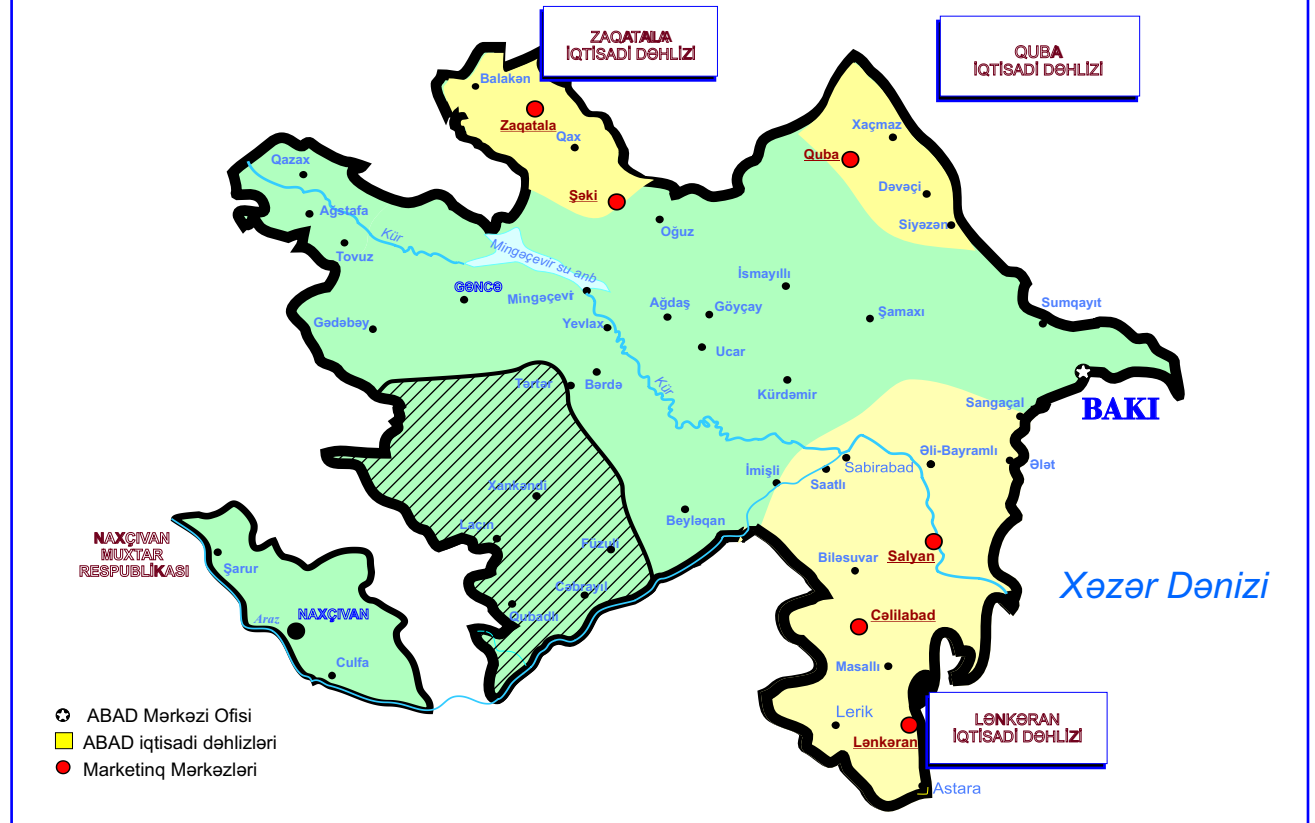 ZAQATALA
İQTİSADİ DƏHLİZİ
QUBA
İQTİSADİ DƏHLİZİ
Balakən
Zaqatala
Qax
Xaçmaz
Quba
Qazax
Şəki
Dəvəçi
Ağstafa
Siyəzən
Oğuz
Kür
Tovuz
Mingəçevir su anb
İsmayıllı
GƏNCƏ
Mingəçevir
Ağdaş
Göyçay
Sumqayıt
Şamaxı
Gədəbəy
Yevlax
Ucar
Tərtər
Bərdə
Kür
Kürdəmir
Sangaçal
BAKI
Əli-Bayramlı
Ələt
İmişli
Sabirabad
Saatlı
Xankəndi
Beyləqan
Laçın
Füzuli
NAXÇIVAN
MUXTAR
RESPUBLİKASI
Şərur
Biləsuvar
Salyan
Xəzər Dənizi
Cəbrayıl
Qubadlı
Araz
NAXÇIVAN
Cəlilabad
Culfa
Masallı
Lerik
LƏNKƏRAN
İQTİSADİ DƏHLİZİ
Lənkəran
Astara
ABAD Mərkəzi Ofisi
ABAD iqtisadi dəhlizləri
Marketinq Mərkəzləri